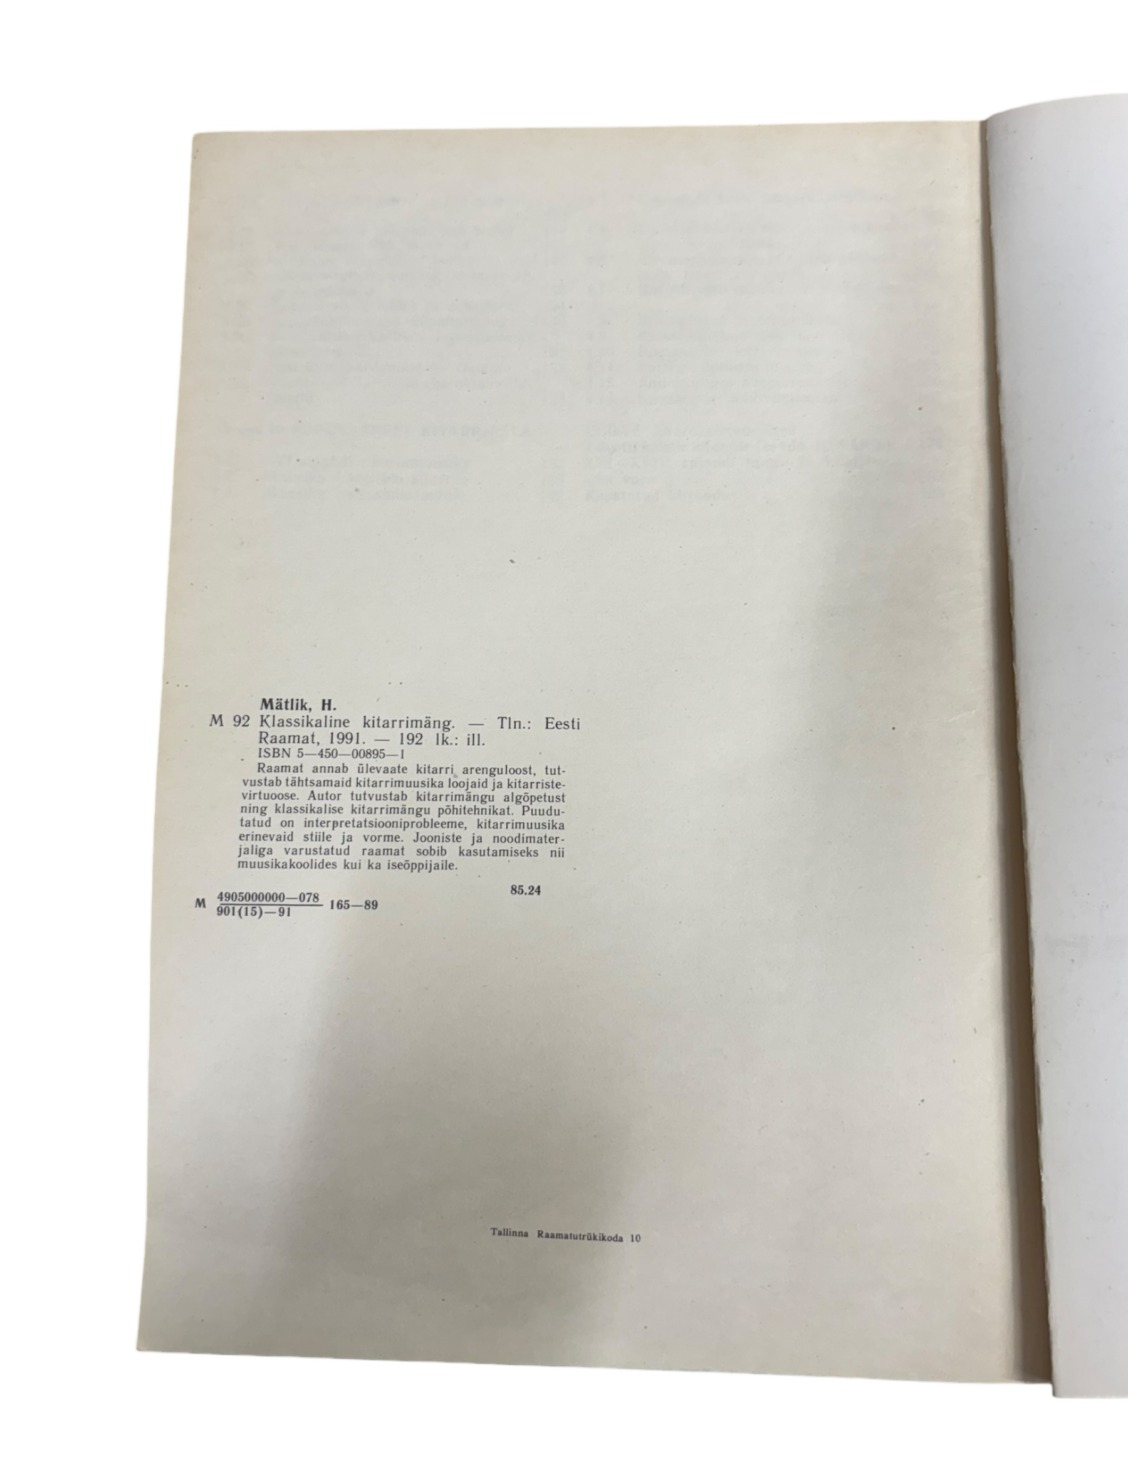 Mätlik, H.
M 92 Klassikaline kitarrimäng. — Tln.: Eesti
Raamat, 1991. — 192 lk.: ill.
ISBN 5—450—00895—1
Raamat annab ülevaate kitarri arenguloost, tut-
vustab tähtsamaid kitarrimuusika loojaid ja kitarriste-
virtuoose. Autor tutvustab kitarrimängu algõpetust
ning klassikalise kitarrimängu põhitehnikat. Puudu-
tatud on interpretatsiooniprobleeme, kitarrimuusika
erinevaid stiile ja vorme. Jooniste ja noodimater-
jaliga varustatud raamat sobib kasutamiseks nii
muusikakoolides kui ka iseõppijaile.
85.24
M 4905000000—078 165—89
901(15)—91
Tallinna Raamatutrükikoda 10